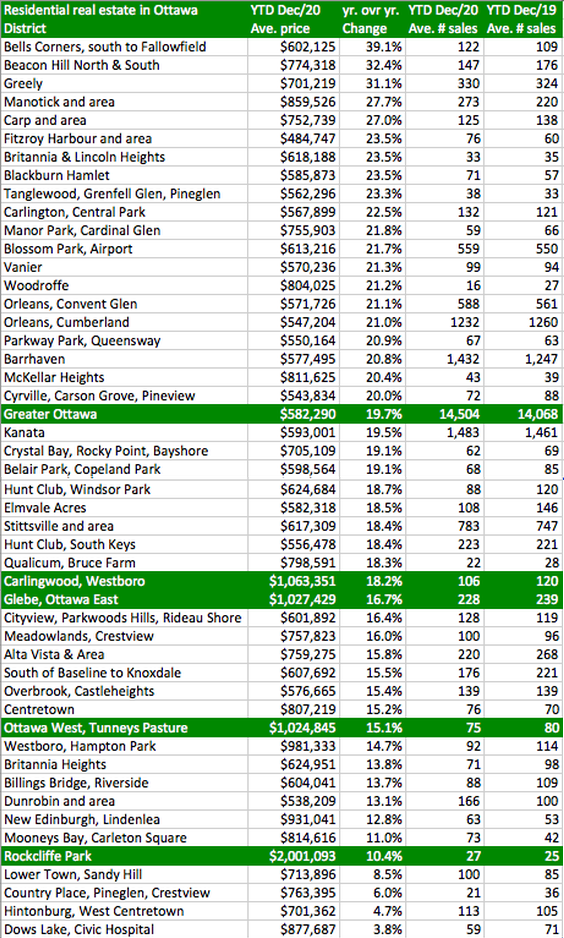 Residential real estate in Ottawa YTD Dec/20 yr. ovr yr. YTD Dec/20 YTD Dec/19
District Ave. price Change Ave. # sales Ave. # sales
Bells Corners, south to Fallowfield $602,125 39.1% 122 109
Beacon Hill North & South $774,318 32.4% 147 176
Greely $701,219 31.1% 330 324
Manotick and area $859,526 27.7% 273 220
Carp and area $752,739 27.0% 125 138
Fitzroy Harbour and area $484,747 23.5% 76 60
Britannia & Lincoln Heights $618,188 23.5% 33 35
Blackburn Hamlet $585,873 23.5% 71 57
Tanglewood, Grenfell Glen, Pineglen $562,296 23.3% 38 33
Carlington, Central Park $567,899 22.5% 132 121
Manor Park, Cardinal Glen $755,903 21.8% 59 66
Blossom Park, Airport $613,216 21.7% 559 550
Vanier $570,236 21.3% 99 94
Woodroffe $804,025 21.2% 16 27
Orleans, Convent Glen $571,726 21.1% 588 561
Orleans, Cumberland $547,204 21.0% 1232 1260
Parkway Park, Queensway $550,164 20.9% 67 63
Barrhaven $577,495 20.8% 1,432 1,247
McKellar Heights $811,625 20.4% 43 39
Cyrville, Carson Grove, Pineview $543,834 20.0% 72 88
Greater Ottawa $582,290 19.7% 14,504 14,068
Kanata $593,001 19.5% 1,483 1,461
Crystal Bay, Rocky Point, Bayshore $705,109 19.1% 62 69
Belair Park, Copeland Park $598,564 19.1% 68 85
Hunt Club, Windsor Park $624,684 18.7% 88 120
Elmvale Acres $582,318 18.5% 108 146
Stittsville and area $617,309 18.4% 783 747
Hunt Club, South Keys $556,478 18.4% 223 221
Qualicum, Bruce Farm $798,591 18.3% 22 28
Carlingwood, Westboro $1,063,351 18.2% 106 120
Glebe, Ottawa East $1,027,429 16.7% 228 239
Cityview, Parkwoods Hills, Rideau Shore $601,892 16.4% 128 119
Meadowlands, Crestview $757,823 16.0% 100 96
Alta Vista & Area $759,275 15.8% 220 268
South of Baseline to Knoxdale $607,692 15.5% 176 221
Overbrook, Castleheights $576,665 15.4% 139 139
Centretown $807,219 15.2% 76 70
Ottawa West, Tunneys Pasture $1,024,845 15.1% 75 80
Westboro, Hampton Park $981,333 14.7% 92 114
Britannia Heights $624,951 13.8% 71 98
Billings Bridge, Riverside $604,041 13.7% 88 109
Dunrobin and area $538,209 13.1% 166 100
New Edinburgh, Lindenlea $931,041 12.8% 63 53
Mooneys Bay, Carleton Square $814,616 11.0% 73 42
Rockcliffe Park $2,001,093 10.4% 27 25
Lower Town, Sandy Hill $713,896 8.5% 100 85
Country Place, Pineglen, Crestview $763,395 6.0% 21 36
Hintonburg, West Centretown $701,362 4.7% 113 105
Dows Lake, Civic Hospital $877,687 3.8% 59 71